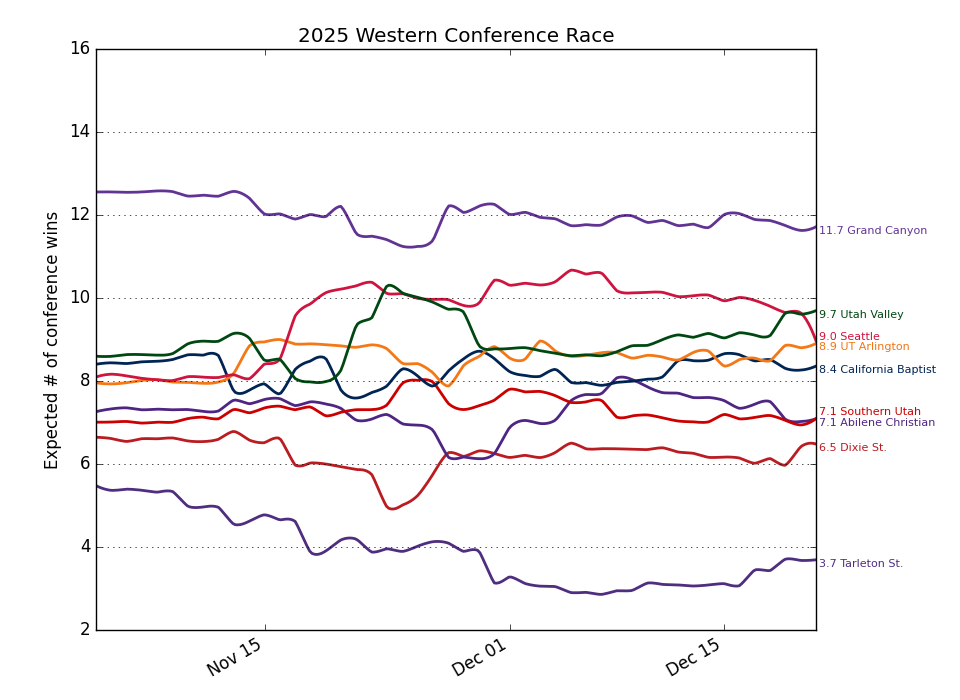 2025 Western Conference Race
Expected # of conference wins
16
14
12
10
8
6
4
2
Nov 15
Dec 01
Dec 15
11.7 Grand Canyon
9.7 Utah Valley
9.0 Seattle
8.9 UT Arlington
8.4 California Baptist
7.1 Southern Utah
7.1 Abilene Christian
6.5 Dixie St.
3.7 Tarleton St.